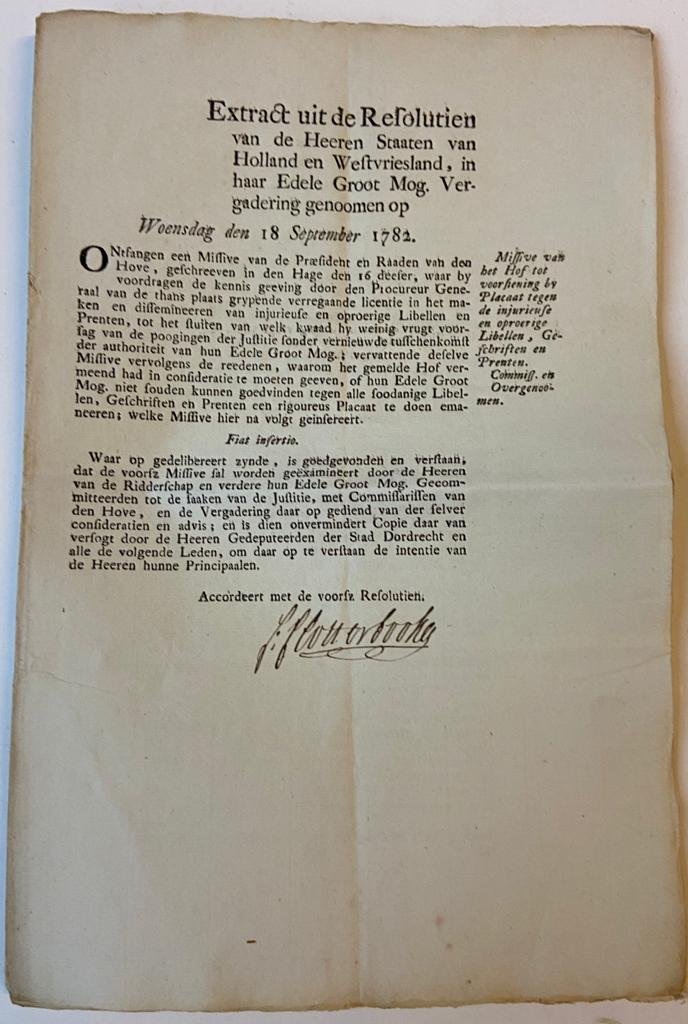 Extract uit de Reſolutien
van de Heeren Staaten van
Holland en Weſtvriesland, in
haar Edele Groot Mog. Ver-
gadering genoomen op
Woensdag den 18 September 1782.
ONtfangen een Miſſive van de Præſident en Raaden van den
Hove, geſchreeven in den Hage den 16 deeſer, waar by
voordragen de kennis geeving door den Procureur Gene-
raal van de thans plaats grypende verregaande licentie in het ma-
ken en diſſemineeren van injurieuſe en oproerige Libellen en
Prenten, tot het ſtuiten van welk kwaad hy weinig vrugt voor-
ſag van de poogingen der Juſtitie ſonder vernieuwde tuſſchenkomſt
der authoriteit van hun Edele Groot Mog.; vervattende deſelve
Miſſive vervolgens de reedenen, waarom het gemelde Hof ver-
meend had in conſideratie te moeten geeven, of hun Edele Groot
Mog. niet ſouden kunnen goedvinden tegen alle ſoodanige Libel-
len, Geſchriften en Prenten een rigoureus Placaat te doen ema-
neeren; welke Miſſive hier na volgt geinſereert.
Fiat inſertio.
Waar op gedelibereert zynde, is goedgevonden en verſtaan,
dat de voorſz Miſſive ſal worden geëxamineert door de Heeren
van de Ridderſchap en verdere hun Edele Groot Mog. Gecom-
mitteerden tot de ſaaken van de Juſtitie, met Commiſſariſſen van
den Hove, en de Vergadering daar op gediend van der ſelver
conſideratien en advis; en is dien onvermindert Copie daar van
verſogt door de Heeren Gedeputeerden der Stad Dordrecht en
alle de volgende Leden, om daar op te verſtaan de intentie van
de Heeren hunne Principaalen.
Accordeert met de voorſz Reſolutien.
Miſſive van
het Hof tot
voorſiening by
Placaat tegen
de injurieuſe
en oproerige
Libellen, Ge-
ſchriften en
Prenten.
Commiſſ. en
Overgenoo-
men.